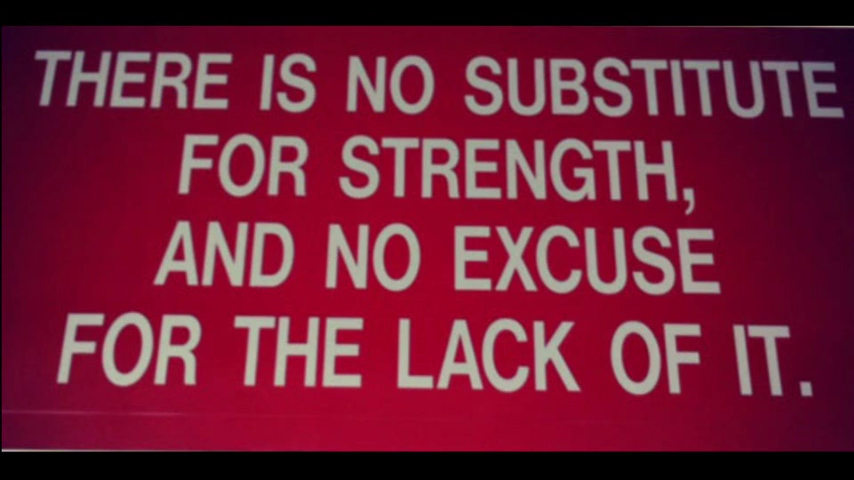 THERE IS NO SUBSTITUTE
FOR STRENGTH,
AND NO EXCUSE
FOR THE LACK OF IT.